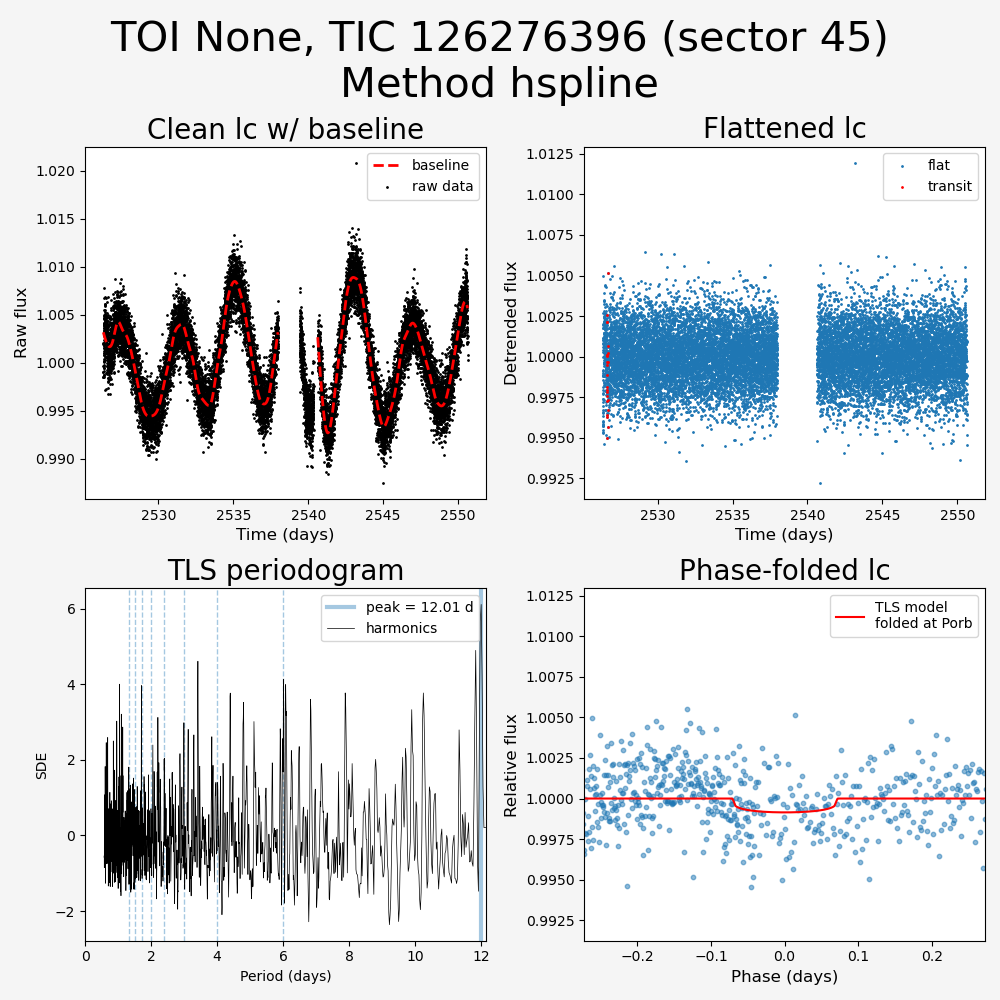 TOI None, TIC 126276396 (sector 45)
Method hspline
Clean lc w/ baseline
Flattened lc
baseline
raw data
flat
transit
1.020
1.015
1.010
1.005
1.000
0.995
0.990
Raw flux
2530
2535
2540
2545
2550
Time (days)
1.0125
1.0100
1.0075
1.0050
1.0025
1.0000
0.9975
0.9950
0.9925
Detrended flux
2530
2535
2540
2545
2550
Time (days)
TLS periodogram
Phase-folded lc
peak = 12.01 d
harmonics
6
4
2
0
−2
SDE
0
2
4
6
8
10
12
Period (days)
TLS model
folded at Porb
1.0125
1.0100
1.0075
1.0050
1.0025
1.0000
0.9975
0.9950
0.9925
Relative flux
−0.2
−0.1
0.0
0.1
0.2
Phase (days)